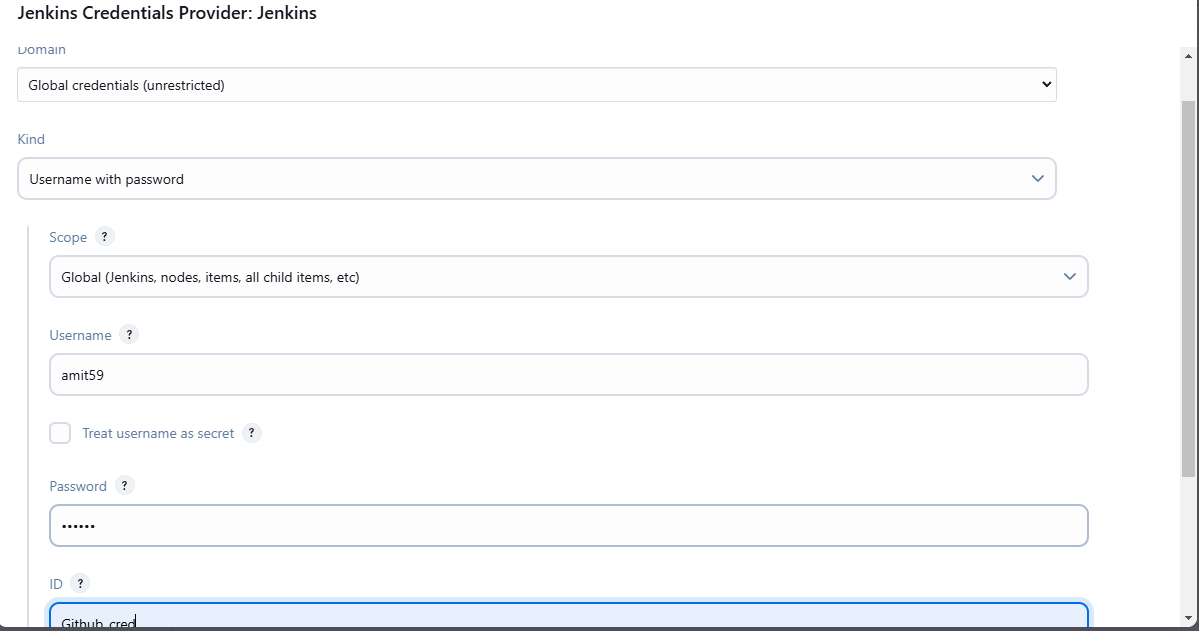 Jenkins Credentials Provider: Jenkins
Domain
Global credentials (unrestricted)
Kind
Username with password
Scope ?
Global (Jenkins, nodes, items, all child items, etc)
Username ?
amit59
Treat username as secret ?
Password ?
••••••
ID ?
Github_cred